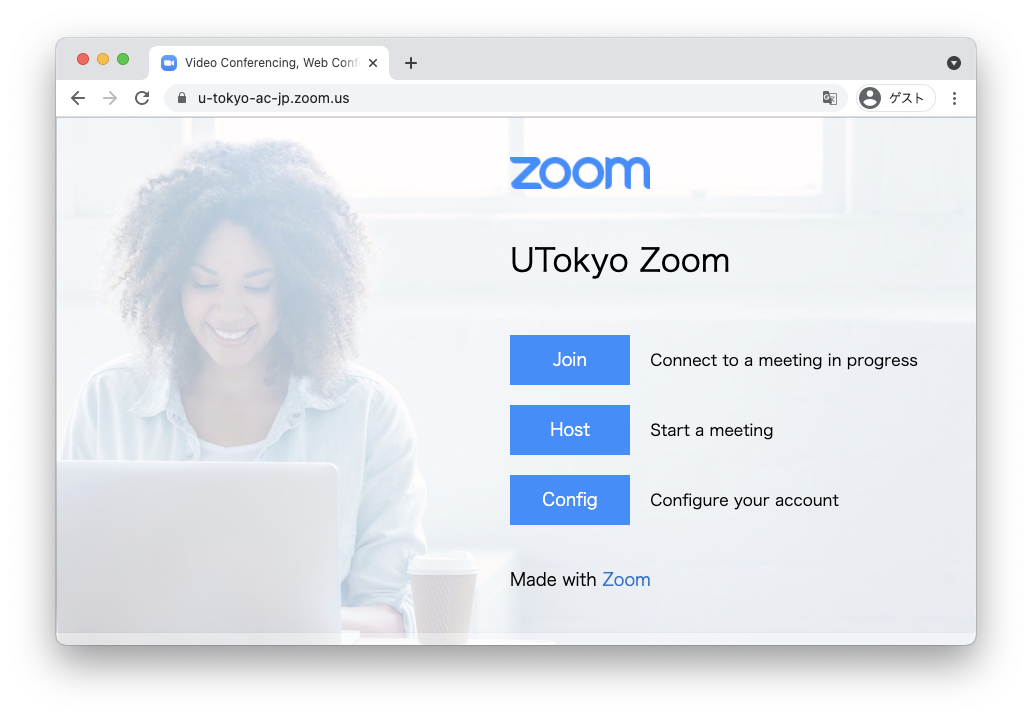 Video Conferencing, Web Conf
u-tokyo-ac-jp.zoom.us
ゲスト
zoom
UTokyo Zoom
Join
Connect to a meeting in progress
Host
Start a meeting
Config
Configure your account
Made with Zoom